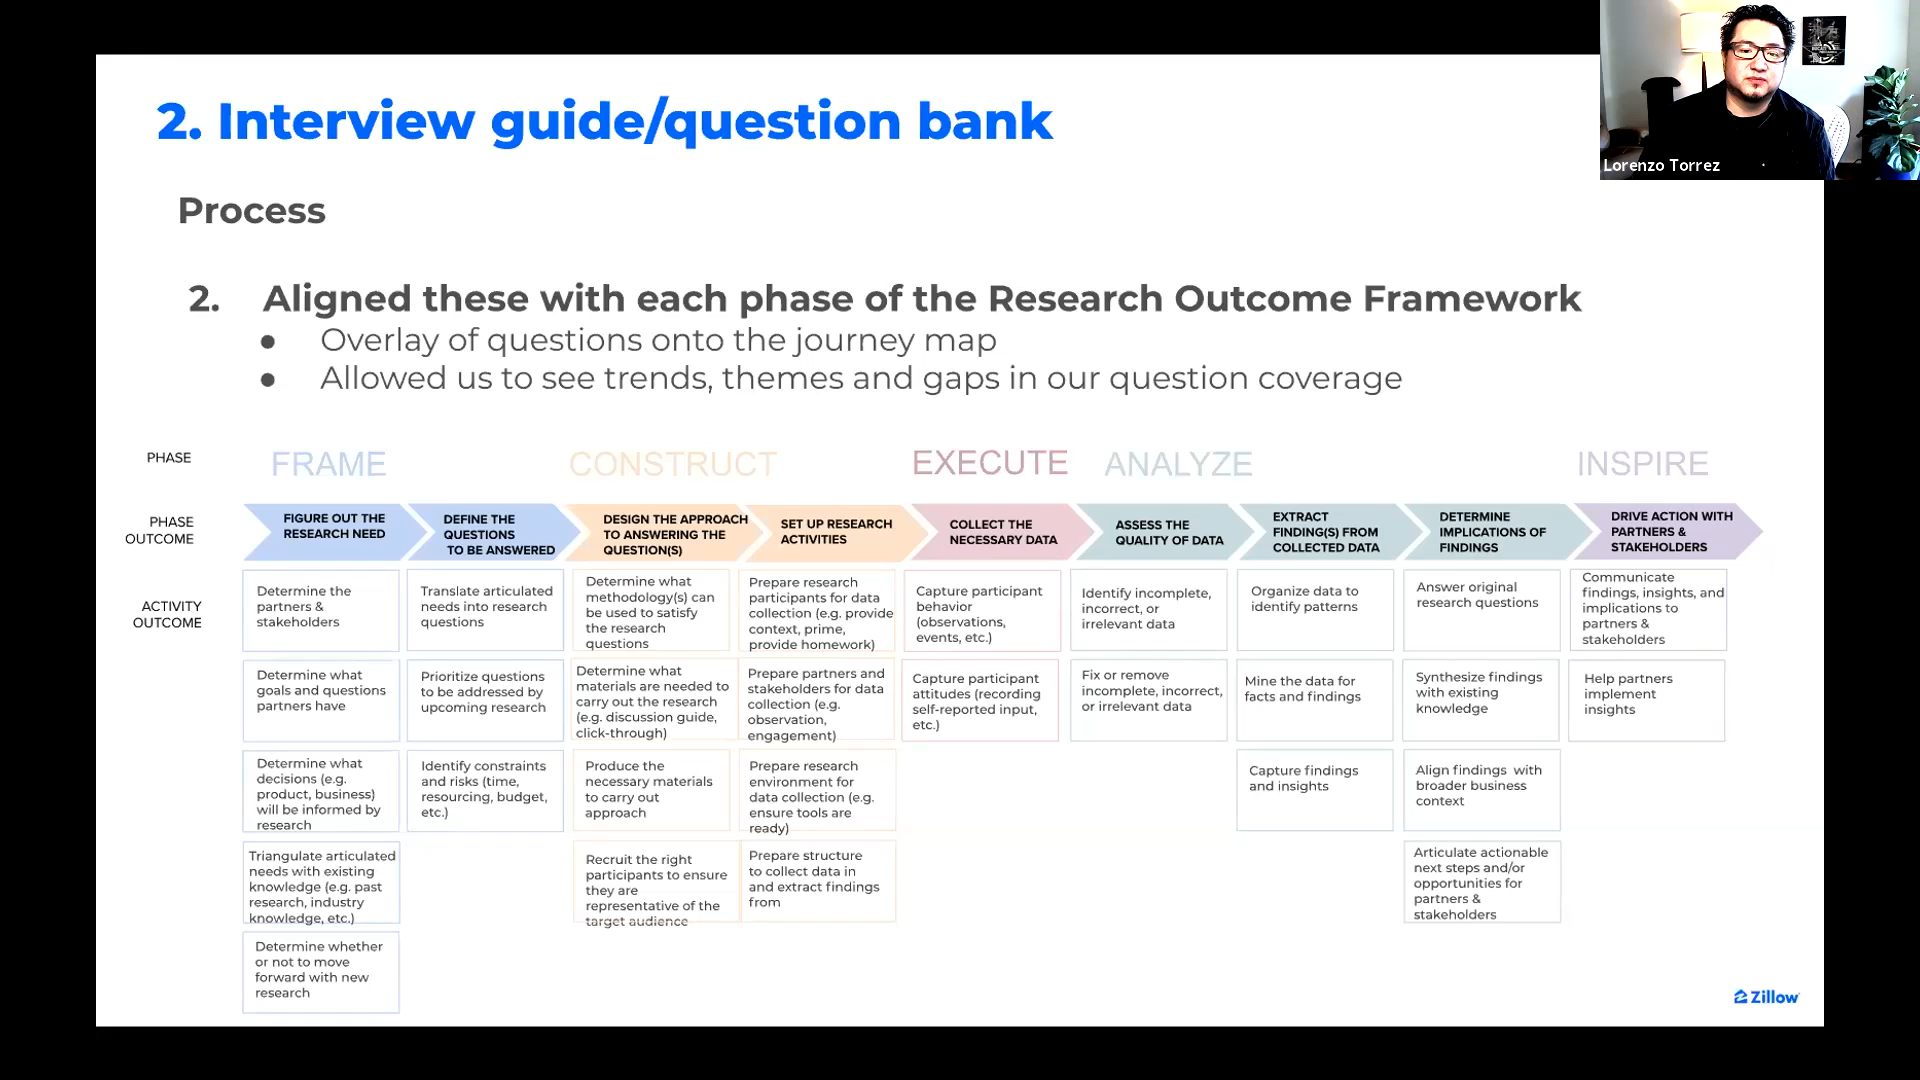 2. Interview guide/question bank
Lorenzo Torrez
Process
2. Aligned these with each phase of the Research Outcome Framework
● Overlay of questions onto the journey map
● Allowed us to see trends, themes and gaps in our question coverage
PHASE
FRAME
CONSTRUCT
EXECUTE
ANALYZE
INSPIRE
PHASE
OUTCOME
FIGURE OUT THE
RESEARCH NEED
DEFINE THE
QUESTIONS
TO BE ANSWERED
DESIGN THE APPROACH
TO ANSWERING THE
QUESTION(S)
SET UP RESEARCH
ACTIVITIES
COLLECT THE
NECESSARY DATA
ASSESS THE
QUALITY OF DATA
EXTRACT
FINDING(S) FROM
COLLECTED DATA
DETERMINE
IMPLICATIONS OF
FINDINGS
DRIVE ACTION WITH
PARTNERS &
STAKEHOLDERS
ACTIVITY
OUTCOME
Determine the
partners &
stakeholders
Determine what
goals and questions
partners have
Determine what
decisions (e.g.
product, business)
will be informed by
research
Triangulate articulated
needs with existing
knowledge (e.g. past
research, industry
knowledge, etc.)
Determine whether
or not to move
forward with new
research
Translate articulated
needs into research
questions
Prioritize questions
to be addressed by
upcoming research
Identify constraints
and risks (time,
resourcing, budget,
etc.)
Determine what
methodology(s) can
be used to satisfy
the research
questions
Determine what
materials are needed to
carry out the research
(e.g. discussion guide,
click-through)
Produce the
necessary materials
to carry out
approach
Recruit the right
participants to ensure
they are
representative of the
target audience
Prepare research
participants for data
collection (e.g. provide
context, prime,
provide homework)
Prepare partners and
stakeholders for data
collection (e.g.
observation,
engagement)
Prepare research
environment for
data collection (e.g.
ensure tools are
ready)
Prepare structure
to collect data in
and extract findings
from
Capture participant
behavior
(observations,
events, etc.)
Capture participant
attitudes (recording
self-reported input,
etc.)
Identify incomplete,
incorrect, or
irrelevant data
Fix or remove
incomplete, incorrect,
or irrelevant data
Organize data to
identify patterns
Mine the data for
facts and findings
Capture findings
and insights
Answer original
research questions
Synthesize findings
with existing
knowledge
Align findings with
broader business
context
Articulate actionable
next steps and/or
opportunities for
partners &
stakeholders
Communicate
findings, insights, and
implications to
partners &
stakeholders
Help partners
implement
insights
Zillow